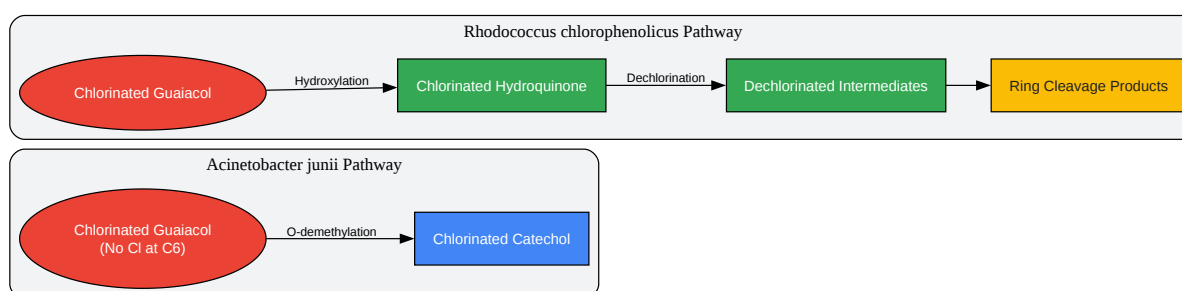 Rhodococcus chlorophenolicus Pathway
Chlorinated Guaiacol
Hydroxylation
Chlorinated Hydroquinone
Dechlorination
Dechlorinated Intermediates
Ring Cleavage Products
Acinetobacter junii Pathway
Chlorinated Guaiacol
(No Cl at C6)
O-demethylation
Chlorinated Catechol